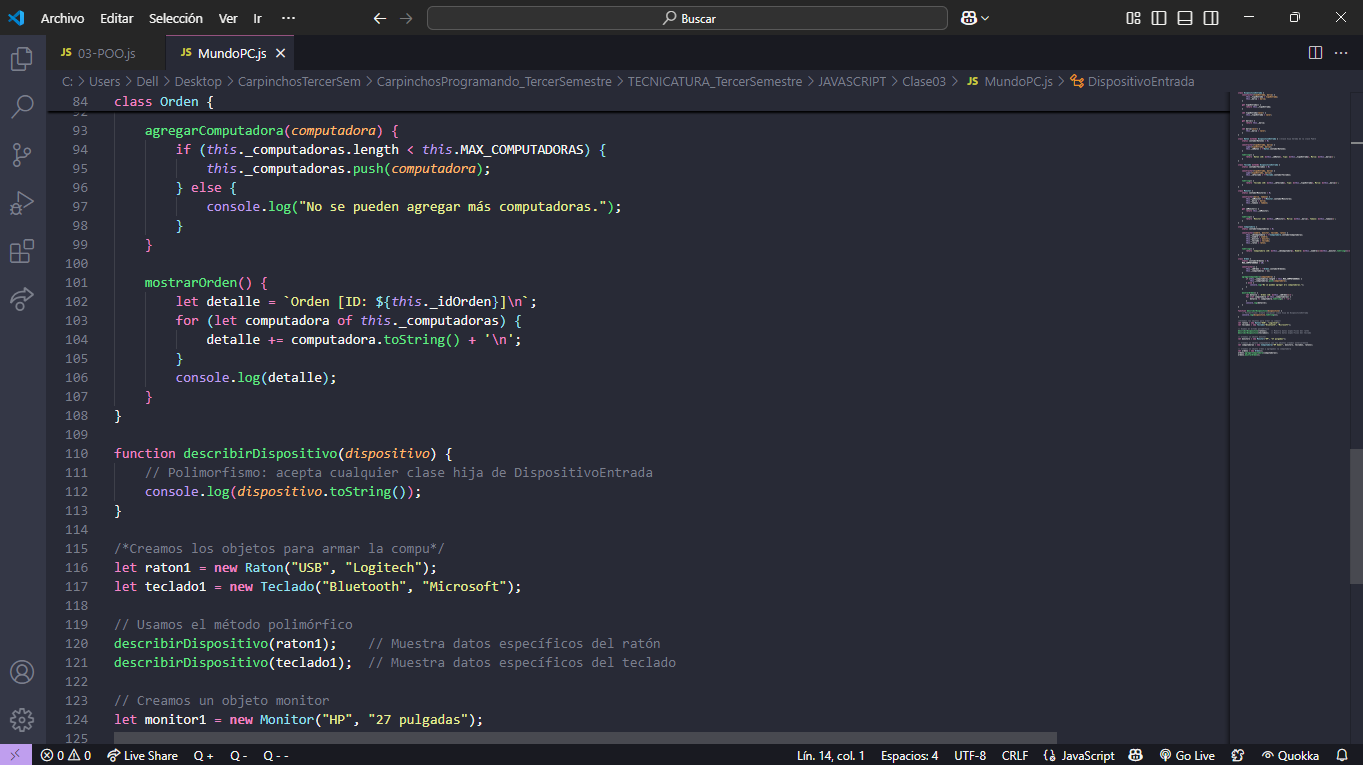 Archivo Editar Selección Ver Ir ··· Buscar
JS 03-POO.js JS MundoPC.js
C: > Users > Dell > Desktop > CarpinchosTercerSem > CarpinchosProgramando_TercerSemestre > TECNICATURA_TercerSemestre > JAVASCRIPT > Clase03 > JS MundoPC.js > DispositivoEntrada
84 class Orden {
92
93 agregarComputadora(computadora) {
94 if (this._computadoras.length < this.MAX_COMPUTADORAS) {
95 this._computadoras.push(computadora);
96 } else {
97 console.log("No se pueden agregar más computadoras.");
98 }
99 }
100
101 mostrarOrden() {
102 let detalle = `Orden [ID: ${this._idOrden}]\n`;
103 for (let computadora of this._computadoras) {
104 detalle += computadora.toString() + '\n';
105 }
106 console.log(detalle);
107 }
108 }
109
110 function describirDispositivo(dispositivo) {
111 // Polimorfismo: acepta cualquier clase hija de DispositivoEntrada
112 console.log(dispositivo.toString());
113 }
114
115 /*Creamos los objetos para armar la compu*/
116 let raton1 = new Raton("USB", "Logitech");
117 let teclado1 = new Teclado("Bluetooth", "Microsoft");
118
119 // Usamos el método polimórfico
120 describirDispositivo(raton1); // Muestra datos específicos del ratón
121 describirDispositivo(teclado1); // Muestra datos específicos del teclado
122
123 // Creamos un objeto monitor
124 let monitor1 = new Monitor("HP", "27 pulgadas");
125
0 0 Live Share Q + Q - Q - - Lín. 14, col. 1 Espacios: 4 UTF-8 CRLF {} JavaScript Go Live Quokka